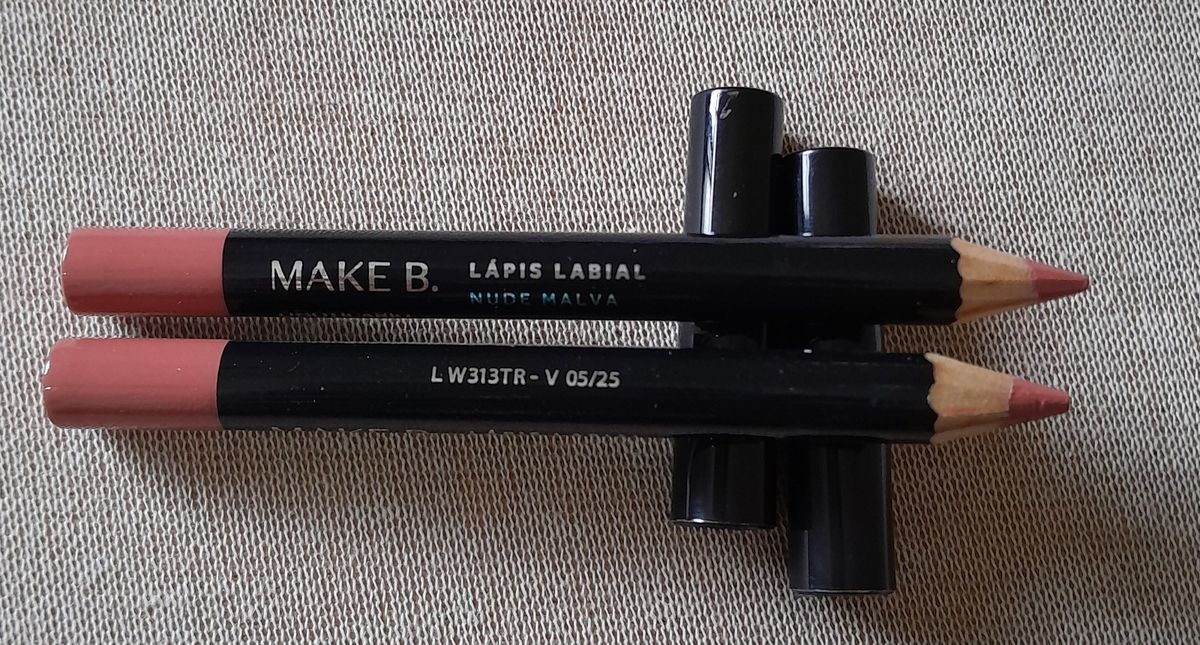 MAKE B. LÁPIS LABIAL
NUDE MALVA
L W313TR - V 05/25